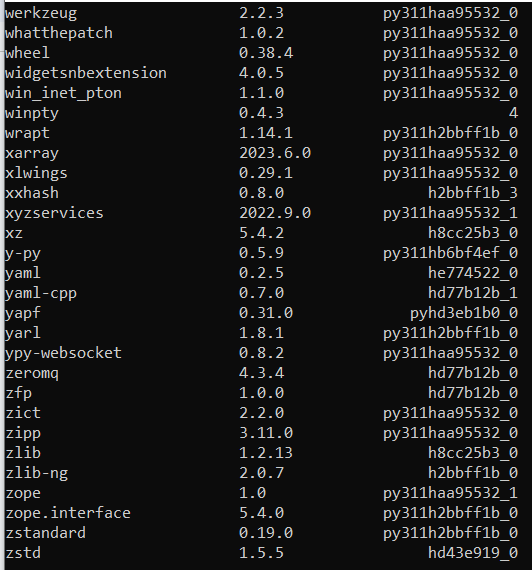 werkzeug 2.2.3 py311haa95532_0
whatthepatch 1.0.2 py311haa95532_0
wheel 0.38.4 py311haa95532_0
widgetsnbextension 4.0.5 py311haa95532_0
win_inet_pton 1.1.0 py311haa95532_0
winpty 0.4.3 4
wrapt 1.14.1 py311h2bbff1b_0
xarray 2023.6.0 py311haa95532_0
xlwings 0.29.1 py311haa95532_0
xxhash 0.8.0 h2bbff1b_3
xyzservices 2022.9.0 py311haa95532_1
xz 5.4.2 h8cc25b3_0
y-py 0.5.9 py311hb6bf4ef_0
yaml 0.2.5 he774522_0
yaml-cpp 0.7.0 hd77b12b_1
yapf 0.31.0 pyhd3eb1b0_0
yarl 1.8.1 py311h2bbff1b_0
ypy-websocket 0.8.2 py311haa95532_0
zeromq 4.3.4 hd77b12b_0
zfp 1.0.0 hd77b12b_0
zict 2.2.0 py311haa95532_0
zipp 3.11.0 py311haa95532_0
zlib 1.2.13 h8cc25b3_0
zlib-ng 2.0.7 h2bbff1b_0
zope 1.0 py311haa95532_1
zope.interface 5.4.0 py311h2bbff1b_0
zstandard 0.19.0 py311h2bbff1b_0
zstd 1.5.5 hd43e919_0